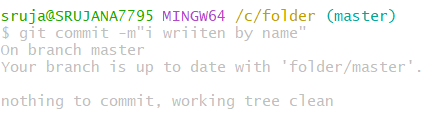 sruja@SRUJANA7795 MINGW64 /c/folder (master)
$ git commit -m"i wriiten by name"
On branch master
Your branch is up to date with 'folder/master'.
nothing to commit, working tree clean